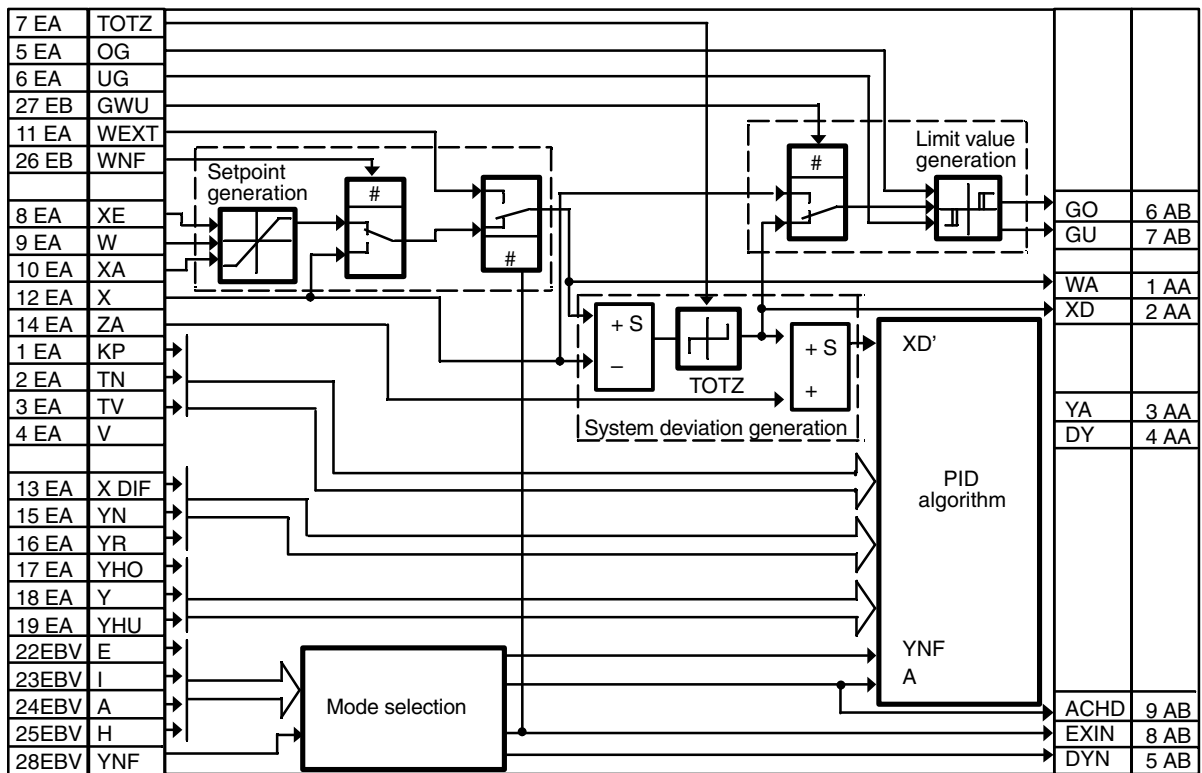 7 EA TOTZ
5 EA OG
6 EA UG
27 EB GWU
11 EA WEXT
26 EB WNF
8 EA XE
9 EA W
10 EA XA
12 EA X
14 EA ZA
1 EA KP
2 EA TN
3 EA TV
4 EA V
13 EA X DIF
15 EA YN
16 EA YR
17 EA YHO
18 EA Y
19 EA YHU
22EBV E
23EBV I
24EBV A
25EBV H
28EBV YNF
Setpoint
generation
#
#
#
Limit value
generation
+ S
–
TOTZ
+ S
+
System deviation generation
XD'
PID
algorithm
YNF
A
Mode selection
GO 6 AB
GU 7 AB
WA 1 AA
XD 2 AA
YA 3 AA
DY 4 AA
ACHD 9 AB
EXIN 8 AB
DYN 5 AB